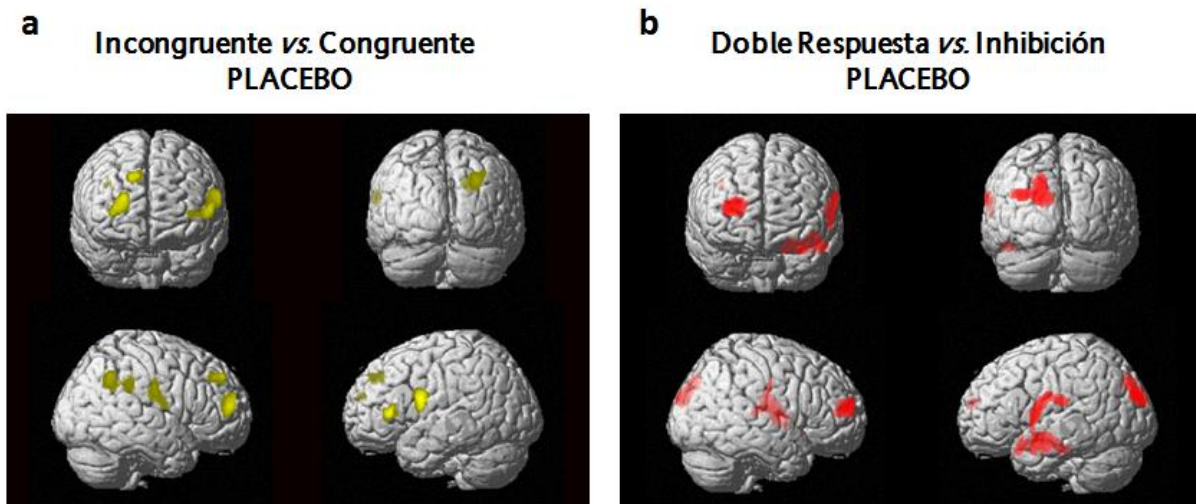 a
Incongruente vs. Congruente
PLACEBO
b
Doble Respuesta vs. Inhibición
PLACEBO